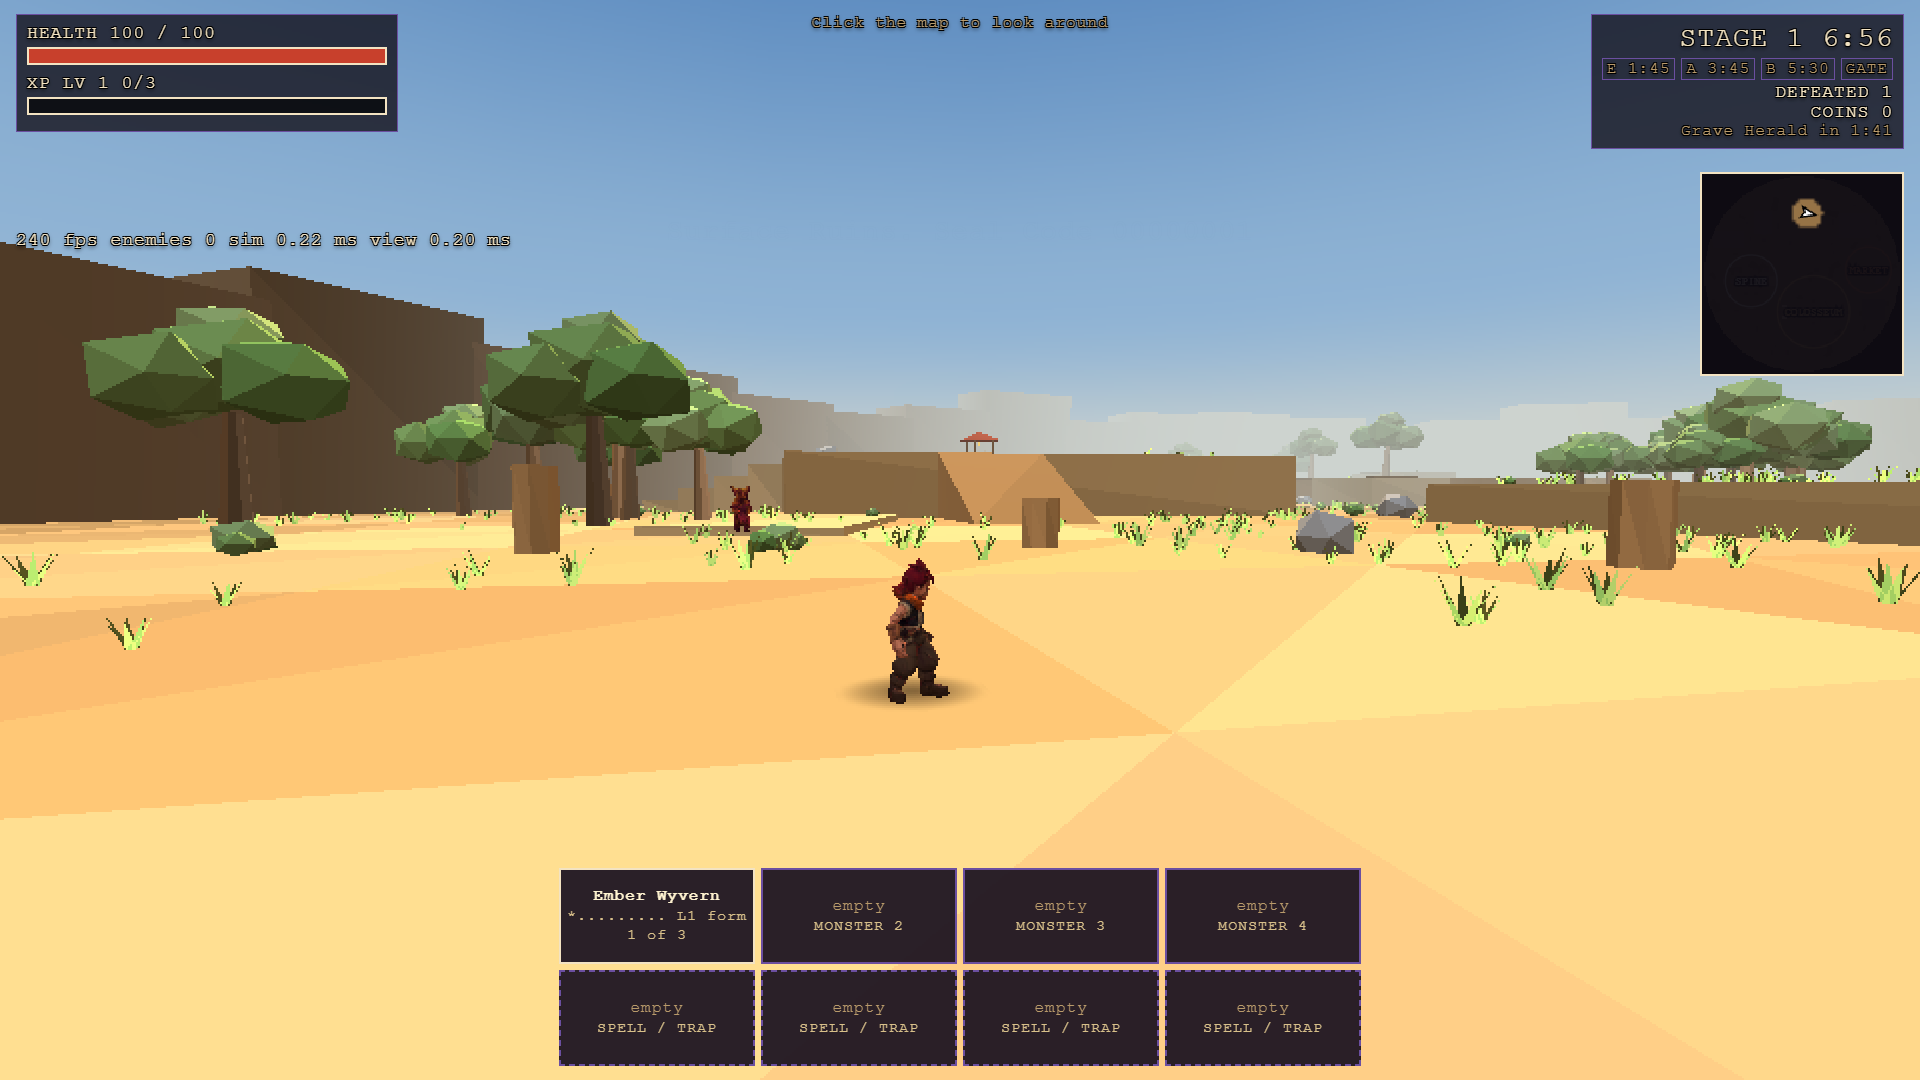 HEALTH 100 / 100
XP LV 1 0/3
Click the map to look around
STAGE 1 6:56
E 1:45 A 3:45 B 5:30 GATE
DEFEATED 1
COINS 0
Grave Herald in 1:41
240 fps enemies 0 sim 0.22 ms view 0.20 ms
Ember Wyvern
*......... L1 form
1 of 3
empty
MONSTER 2
empty
MONSTER 3
empty
MONSTER 4
empty
SPELL / TRAP
empty
SPELL / TRAP
empty
SPELL / TRAP
empty
SPELL / TRAP